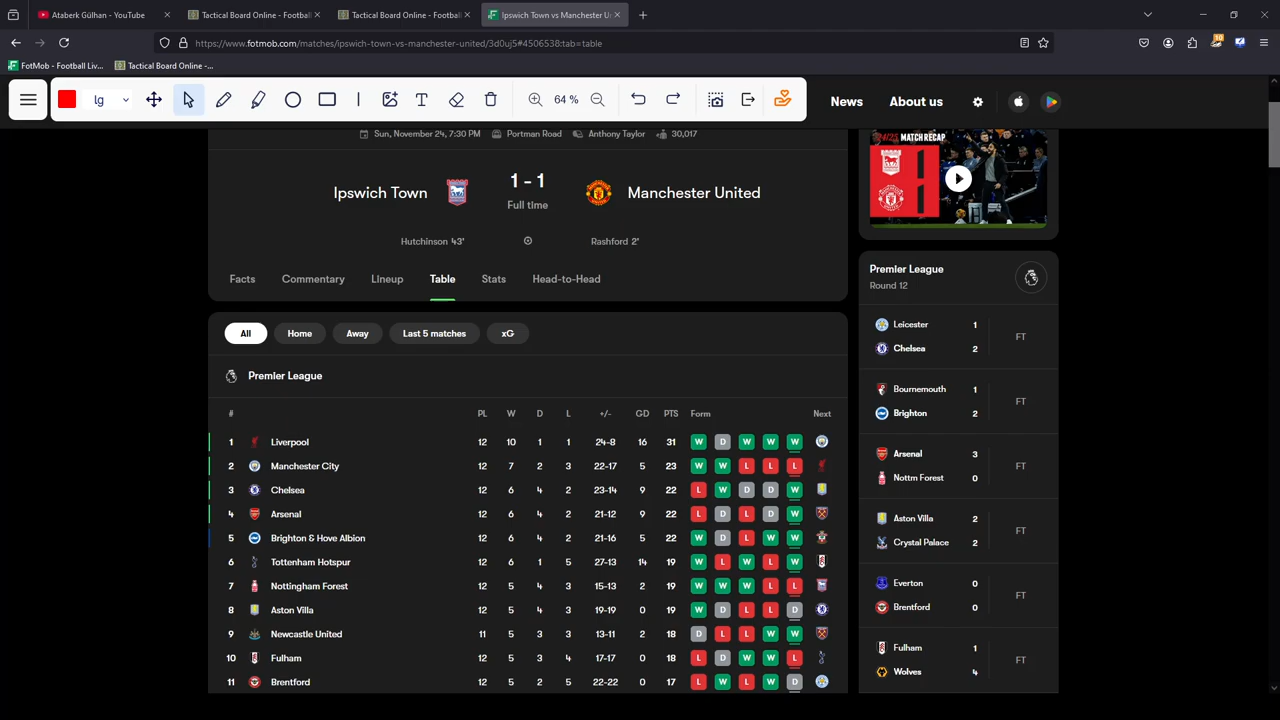 Ataberk Gülhan - YouTube
Tactical Board Online - Football
Tactical Board Online - Football
Ipswich Town vs Manchester U
https://www.fotmob.com/matches/ipswich-town-vs-manchester-united/3d0uj5#4506538:tab=table
10
FotMob - Football Liv...
Tactical Board Online -...
lg
64 %
News
About us
Sun, November 24, 7:30 PM
Portman Road
Anthony Taylor
30,017
MATCH RECAP
Ipswich Town
1 - 1
Full time
Manchester United
Hutchinson 43'
Rashford 2'
Facts
Commentary
Lineup
Table
Stats
Head-to-Head
Premier League
Round 12
All
Home
Away
Last 5 matches
xG
Leicester 1
Chelsea 2
FT
Bournemouth 1
Brighton 2
FT
Arsenal 3
Nottm Forest 0
FT
Aston Villa 2
Crystal Palace 2
FT
Everton 0
Brentford 0
FT
Fulham 1
Wolves 4
FT
Premier League
# PL W D L +/- GD PTS Form Next
1 Liverpool 12 10 1 1 24-8 16 31 W D W W W
2 Manchester City 12 7 2 3 22-17 5 23 W W L L L
3 Chelsea 12 6 4 2 23-14 9 22 L W D D W
4 Arsenal 12 6 4 2 21-12 9 22 L D L D W
5 Brighton & Hove Albion 12 6 4 2 21-16 5 22 W D L W W
6 Tottenham Hotspur 12 6 1 5 27-13 14 19 W L W L W
7 Nottingham Forest 12 5 4 3 15-13 2 19 W W W L L
8 Aston Villa 12 5 4 3 19-19 0 19 W D L L D
9 Newcastle United 11 5 3 3 13-11 2 18 D L L W W
10 Fulham 12 5 3 4 17-17 0 18 L D W W L
11 Brentford 12 5 2 5 22-22 0 17 L W L W D